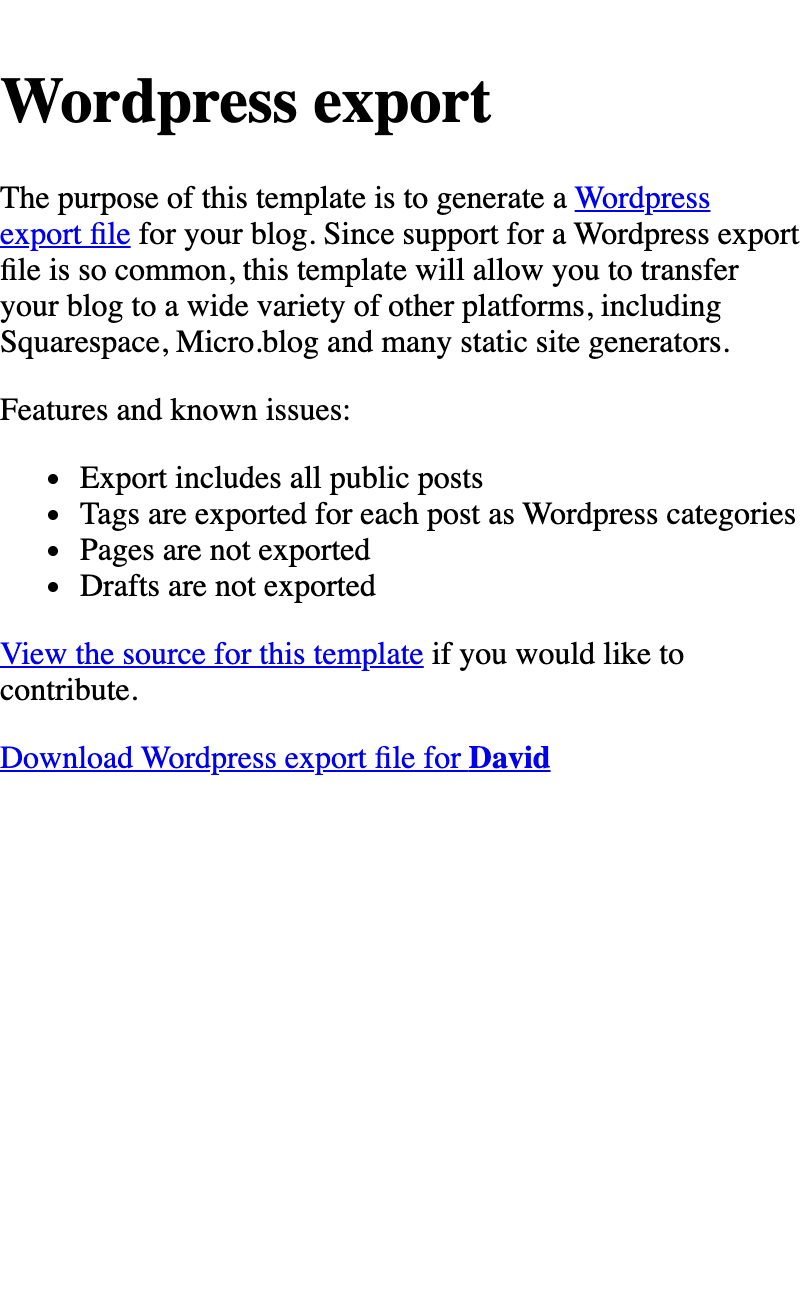 Wordpress export
The purpose of this template is to generate a Wordpress
export file for your blog. Since support for a Wordpress export
file is so common, this template will allow you to transfer
your blog to a wide variety of other platforms, including
Squarespace, Micro.blog and many static site generators.
Features and known issues:
• Export includes all public posts
• Tags are exported for each post as Wordpress categories
• Pages are not exported
• Drafts are not exported
View the source for this template if you would like to
contribute.
Download Wordpress export file for David